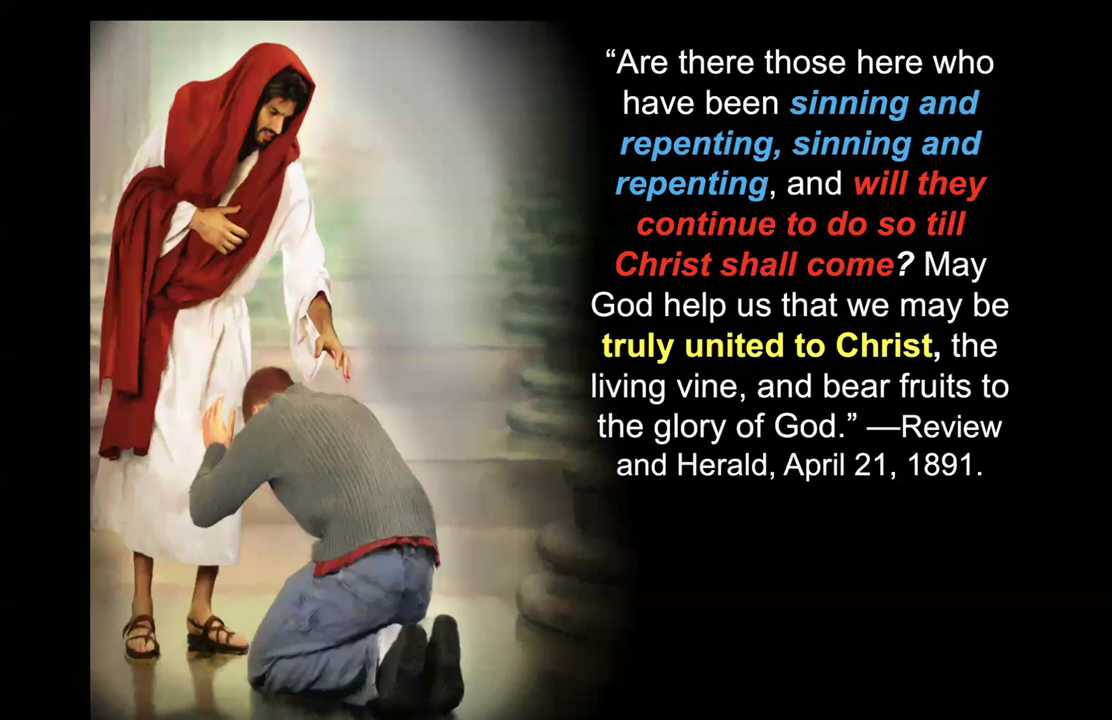 “Are there those here who
have been sinning and
repenting, sinning and
repenting, and will they
continue to do so till
Christ shall come? May
God help us that we may be
truly united to Christ, the
living vine, and bear fruits to
the glory of God.” —Review
and Herald, April 21, 1891.